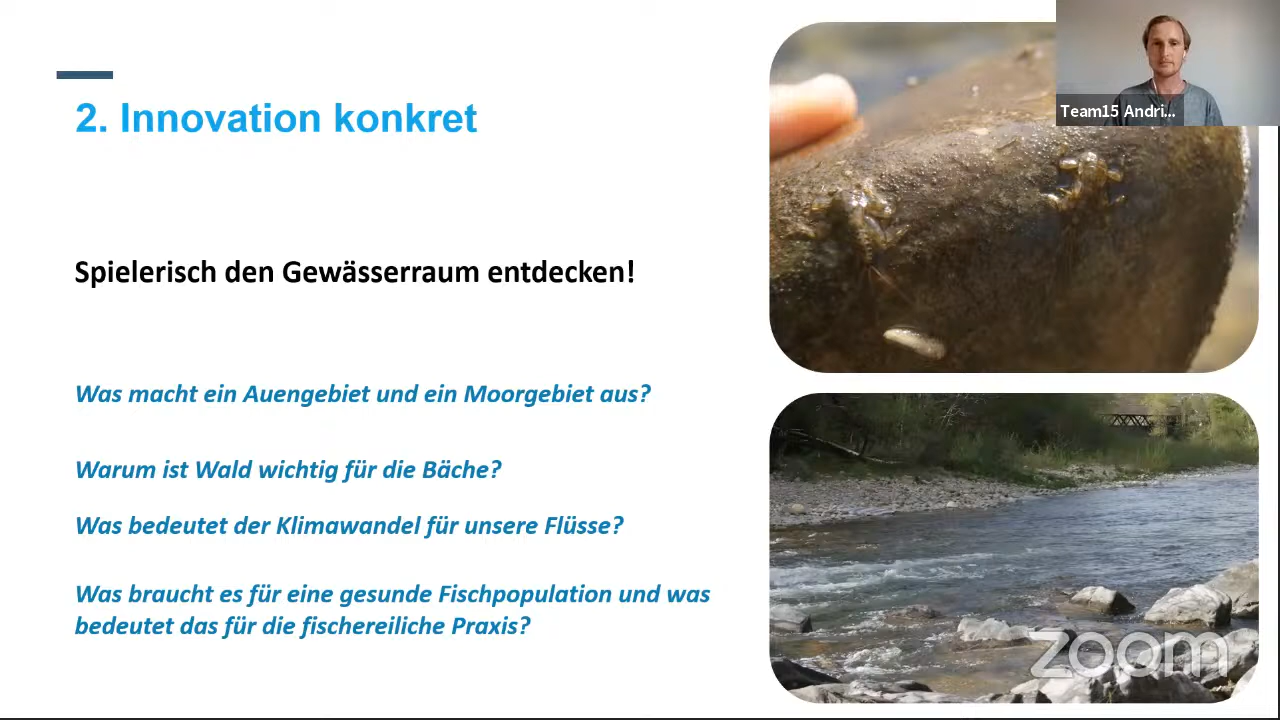 2. Innovation konkret
Team15 Andri...
Spielerisch den Gewässerraum entdecken!
Was macht ein Auengebiet und ein Moorgebiet aus?
Warum ist Wald wichtig für die Bäche?
Was bedeutet der Klimawandel für unsere Flüsse?
Was braucht es für eine gesunde Fischpopulation und was
bedeutet das für die fischereiliche Praxis?
zoom